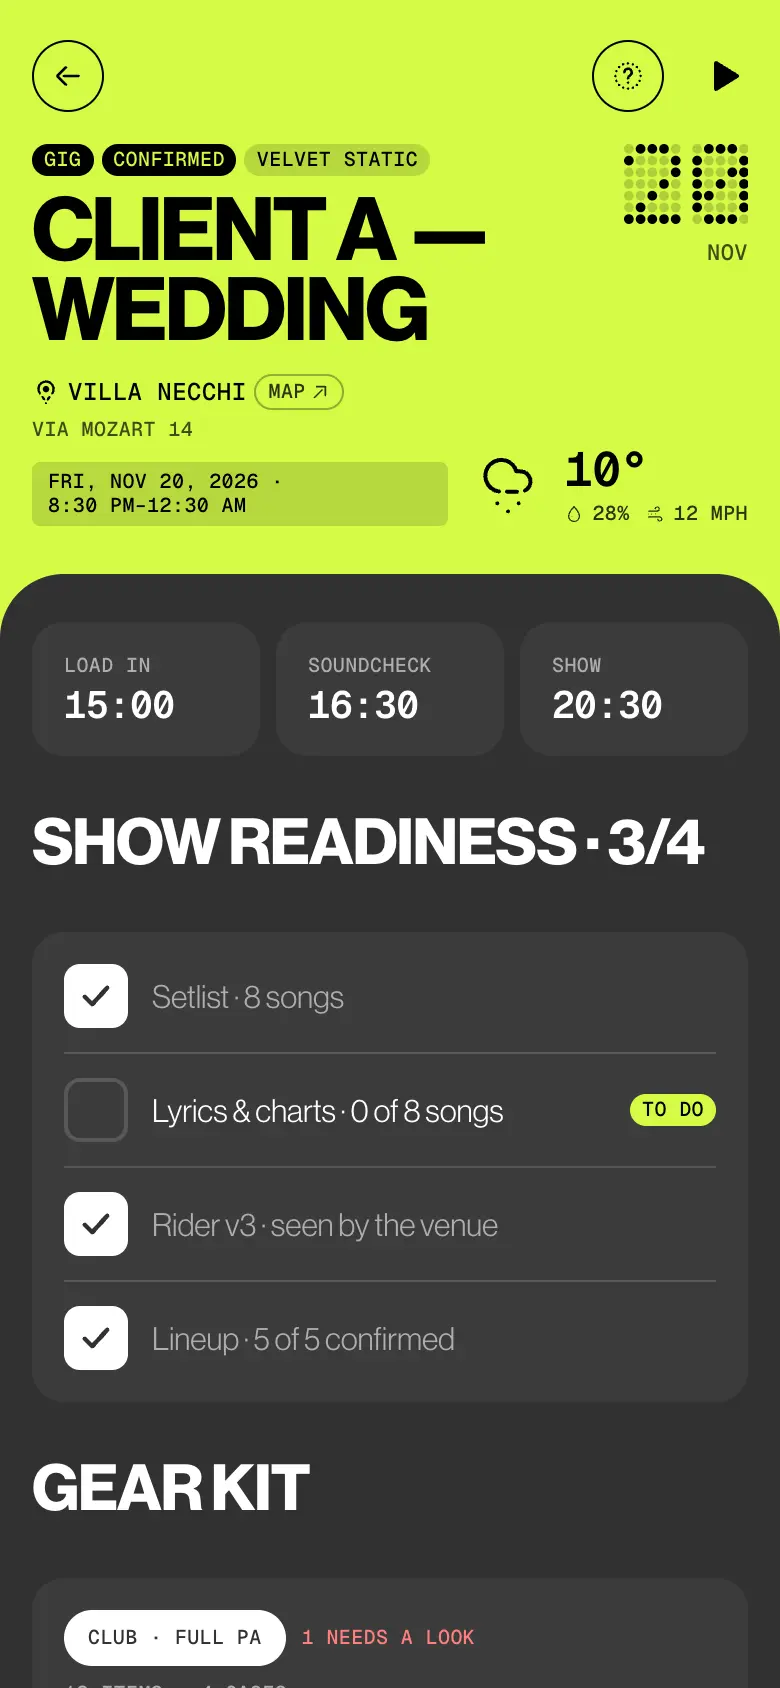 ?
GIG CONFIRMED VELVET STATIC
20
CLIENT A —
WEDDING
NOV
VILLA NECCHI MAP
VIA MOZART 14
FRI, NOV 20, 2026 ·
8:30 PM–12:30 AM
10°
28% 12 MPH
LOAD IN
15:00
SOUNDCHECK
16:30
SHOW
20:30
SHOW READINESS · 3/4
Setlist · 8 songs
Lyrics & charts · 0 of 8 songs TO DO
Rider v3 · seen by the venue
Lineup · 5 of 5 confirmed
GEAR KIT
CLUB · FULL PA 1 NEEDS A LOOK